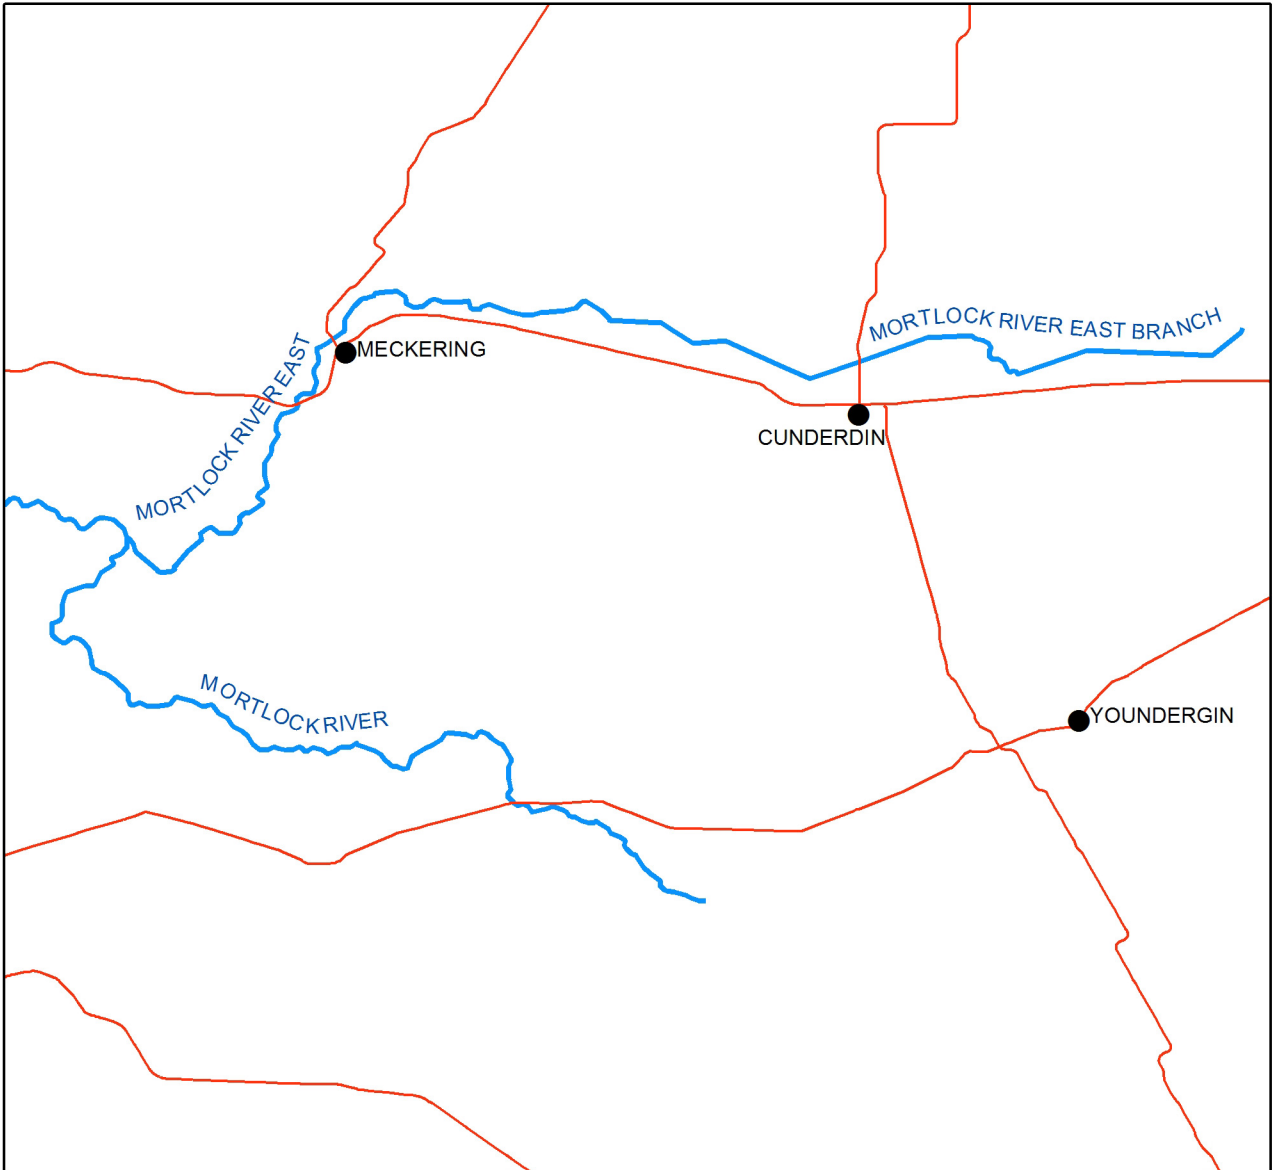 MORTLOCK RIVER EAST BRANCH
MECKERING
MORTLOCK RIVER EAST
CUNDERDIN
MORTLOCK RIVER
YOUNDERGIN